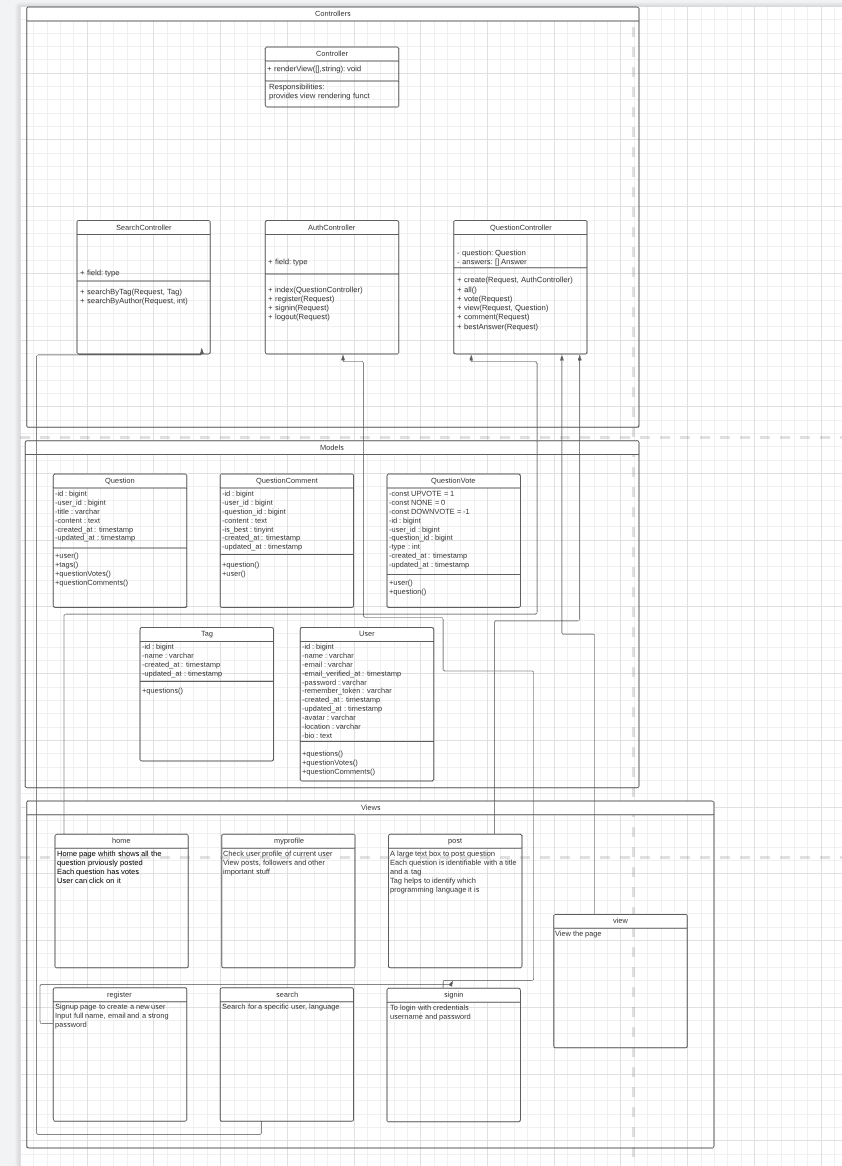 Controllers
Controller
+ renderView([],string): void
Responsibilities:
provides view rendering funct
SearchController
+ field: type
+ searchByTag(Request, Tag)
+ searchByAuthor(Request, int)
AuthController
+ field: type
+ index(QuestionController)
+ register(Request)
+ signin(Request)
+ logout(Request)
QuestionController
- question: Question
- answers: [] Answer
+ create(Request, AuthController)
+ all()
+ vote(Request)
+ view(Request, Question)
+ comment(Request)
+ bestAnswer(Request)
Models
Question
-id : bigint
-user_id : bigint
-title : varchar
-content : text
-created_at : timestamp
-updated_at : timestamp
+user()
+tags()
+questionVotes()
+questionComments()
QuestionComment
-id : bigint
-user_id : bigint
-question_id : bigint
-content : text
-is_best : tinyint
-created_at : timestamp
-updated_at : timestamp
+question()
+user()
QuestionVote
-const UPVOTE = 1
-const NONE = 0
-const DOWNVOTE = -1
-id : bigint
-user_id : bigint
-question_id : bigint
-type : int
-created_at : timestamp
-updated_at : timestamp
+user()
+question()
Tag
-id : bigint
-name : varchar
-created_at : timestamp
-updated_at : timestamp
+questions()
User
-id : bigint
-name : varchar
-email : varchar
-email_verified_at : timestamp
-password : varchar
-remember_token : varchar
-created_at : timestamp
-updated_at : timestamp
-avatar : varchar
-location : varchar
-bio : text
+questions()
+questionVotes()
+questionComments()
Views
home
Home page whith shows all the
question prviously posted
Each question has votes
User can click on it
myprofile
Check user profile of current user
View posts, followers and other
important stuff
post
A large text box to post question
Each question is identifiable with a title
and a tag
Tag helps to identify which
programming language it is
view
View the page
register
Signup page to create a new user
Input full name, email and a strong
password
search
Search for a specific user, language
signin
To login with credentials
username and password